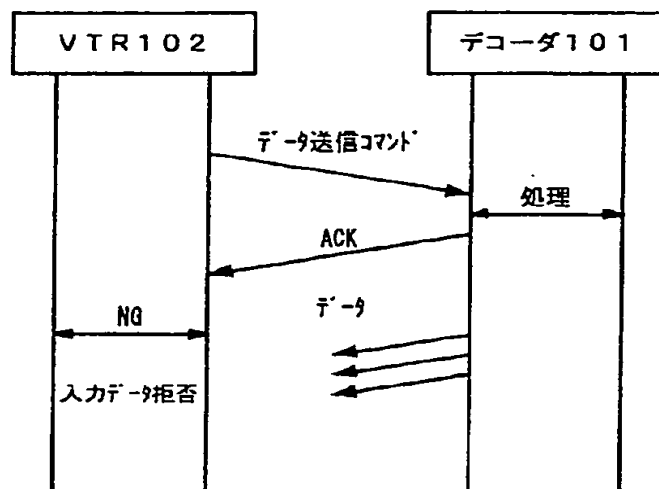 VTR102
デコーダ101
データ送信コマンド
処理
ACK
データ
NG
入力データ拒否